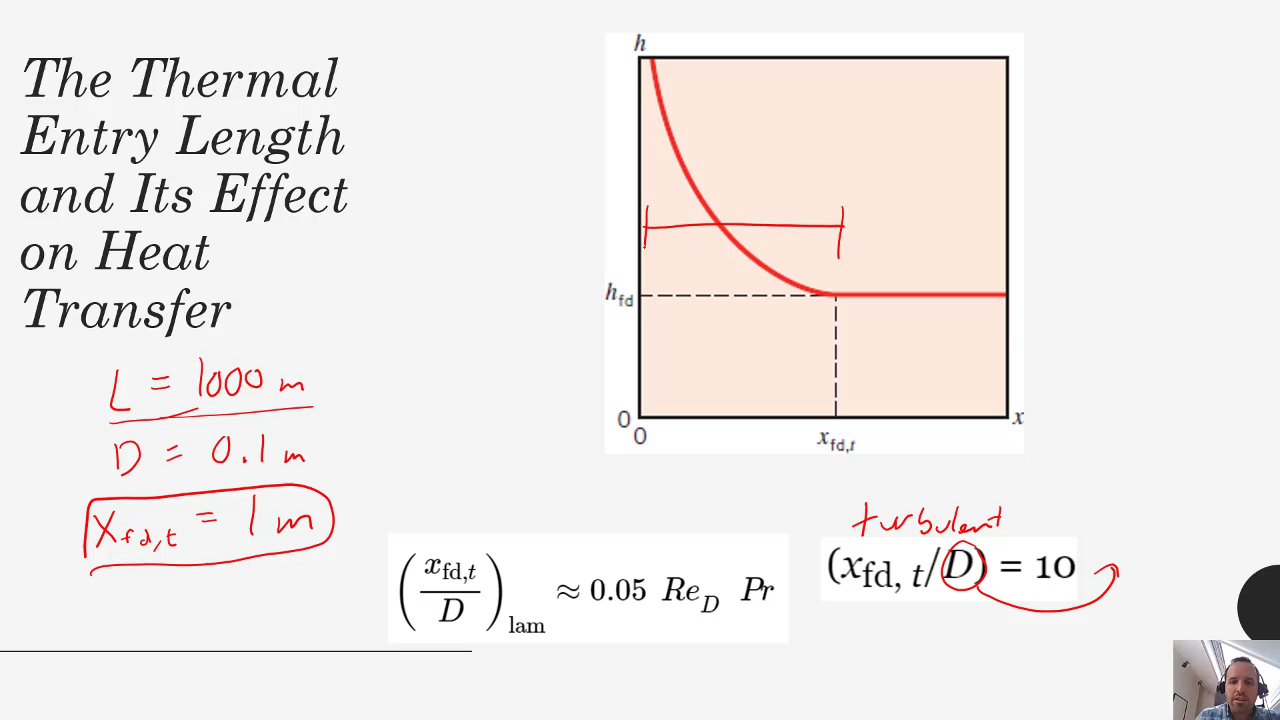 The Thermal
Entry Length
and Its Effect
on Heat
Transfer
L = 1000 m
D = 0.1 m
x_fd,t = 1 m
h
h_fd
0
0
x_fd,t
x
(x_fd,t / D)_lam ≈ 0.05 Re_D Pr
turbulent
(x_fd, t/D) = 10